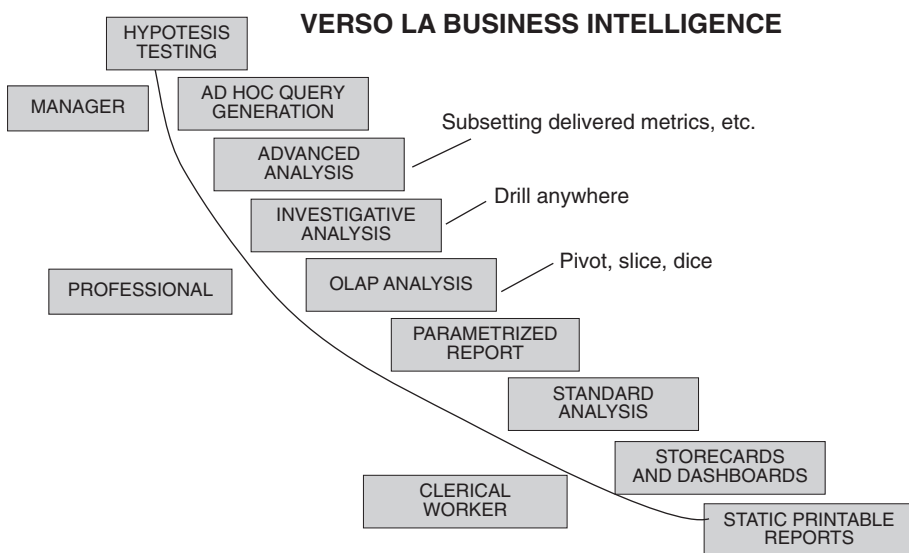 VERSO LA BUSINESS INTELLIGENCE
HYPOTESIS
TESTING
MANAGER
AD HOC QUERY
GENERATION
Subsetting delivered metrics, etc.
ADVANCED
ANALYSIS
Drill anywhere
INVESTIGATIVE
ANALYSIS
Pivot, slice, dice
PROFESSIONAL
OLAP ANALYSIS
PARAMETRIZED
REPORT
STANDARD
ANALYSIS
STORECARDS
AND DASHBOARDS
CLERICAL
WORKER
STATIC PRINTABLE
REPORTS